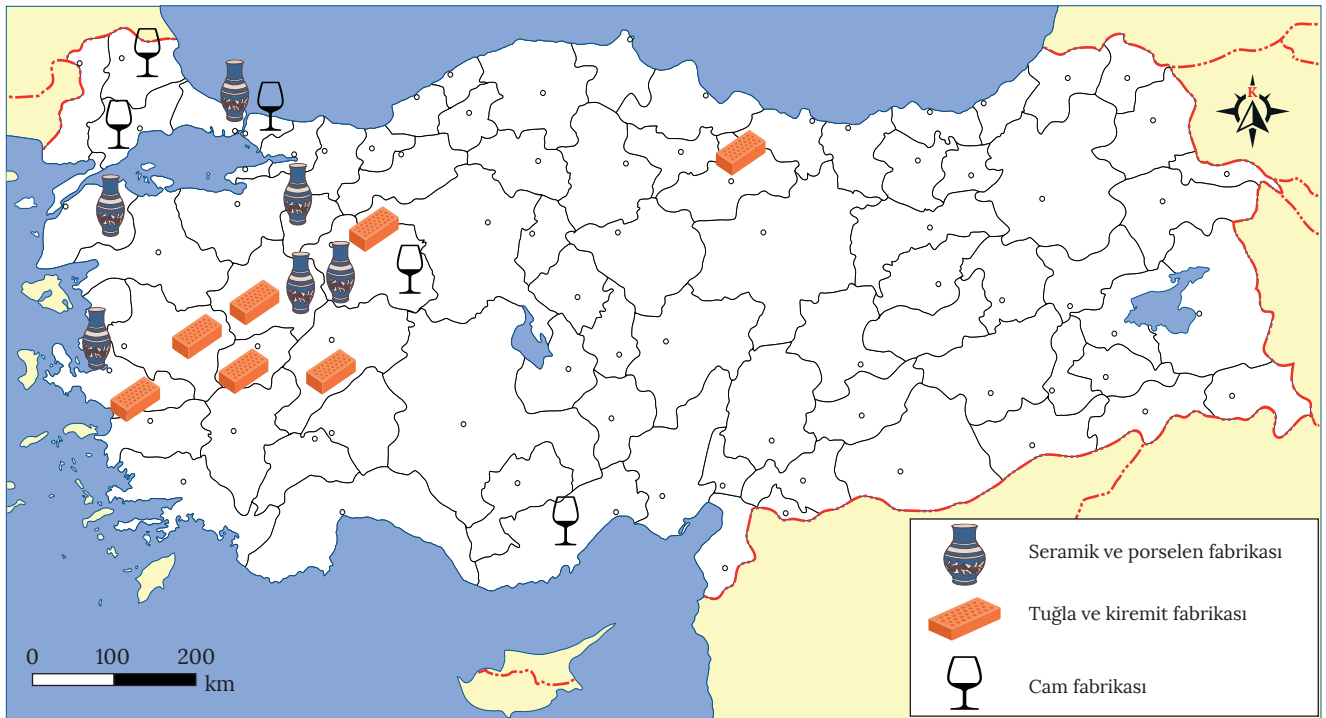 K
0 100 200
km
Seramik ve porselen fabrikası
Tuğla ve kiremit fabrikası
Cam fabrikası